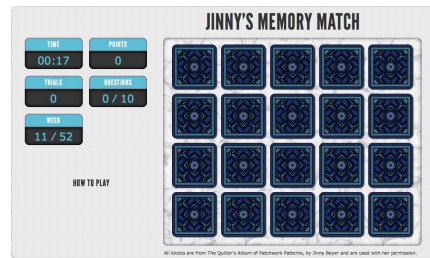 JINNY'S MEMORY MATCH
TIME
00:17
POINTS
0
TRIALS
0
QUESTIONS
0 / 10
WEEK
11 / 52
HOW TO PLAY
All blocks are from The Quilter's Album of Patchwork Patterns, by Jinny Beyer and are used with her permission.